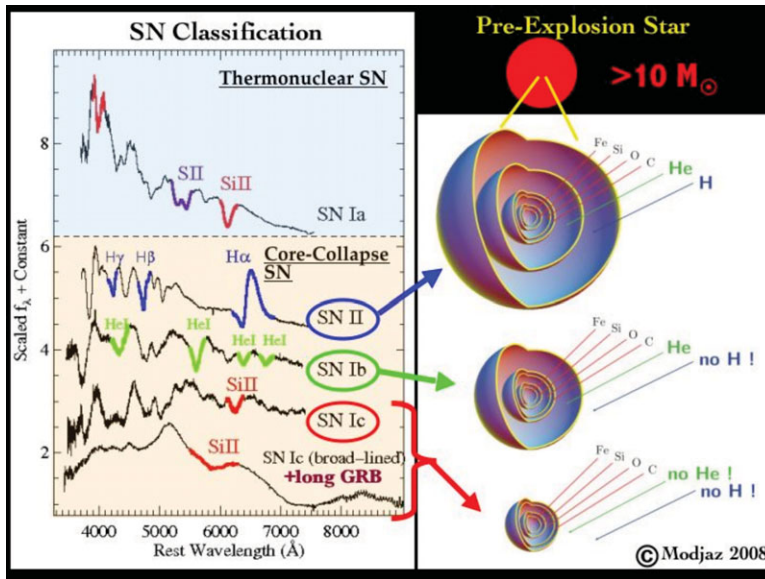 SN Classification
Thermonuclear SN
SII
SiII
SN Ia
Core-Collapse
SN
Hγ
Hβ
Hα
SN II
HeI
HeI
HeI
HeI
SN Ib
SiII
SN Ic
SiII
SN Ic (broad-lined)
+long GRB
8
6
4
2
Scaled f_λ + Constant
4000 5000 6000 7000 8000
Rest Wavelength (Å)
Pre-Explosion Star
>10 M☉
Fe Si O C
He
H
Fe Si O C
He
no H !
Fe Si O C
no He !
no H !
© Modjaz 2008